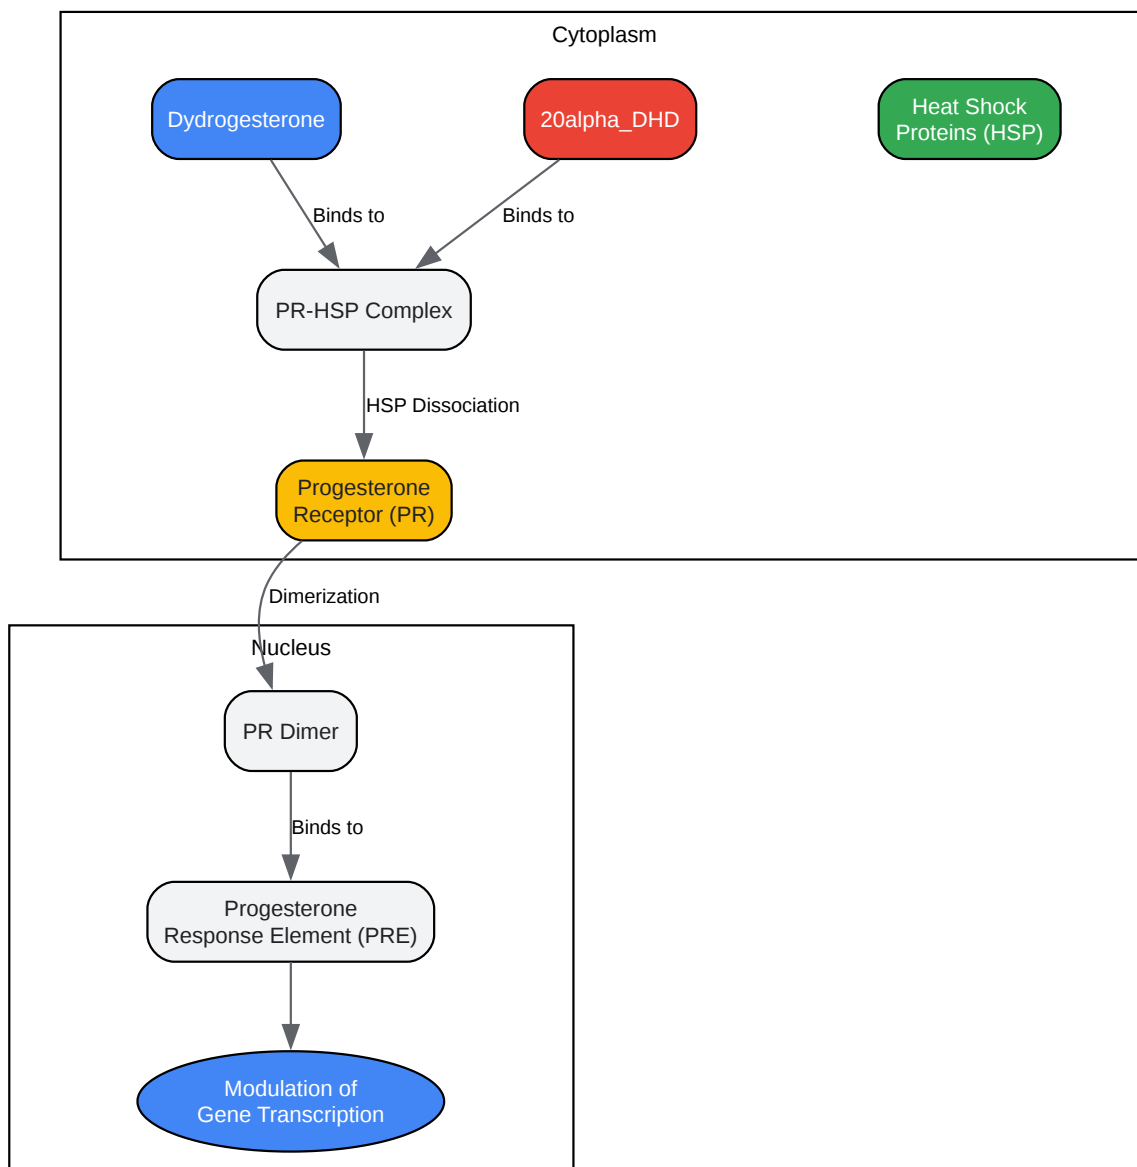 Cytoplasm
Dydrogesterone
20alpha_DHD
Heat Shock
Proteins (HSP)
Binds to
Binds to
PR-HSP Complex
HSP Dissociation
Progesterone
Receptor (PR)
Dimerization
Nucleus
PR Dimer
Binds to
Progesterone
Response Element (PRE)
Modulation of
Gene Transcription